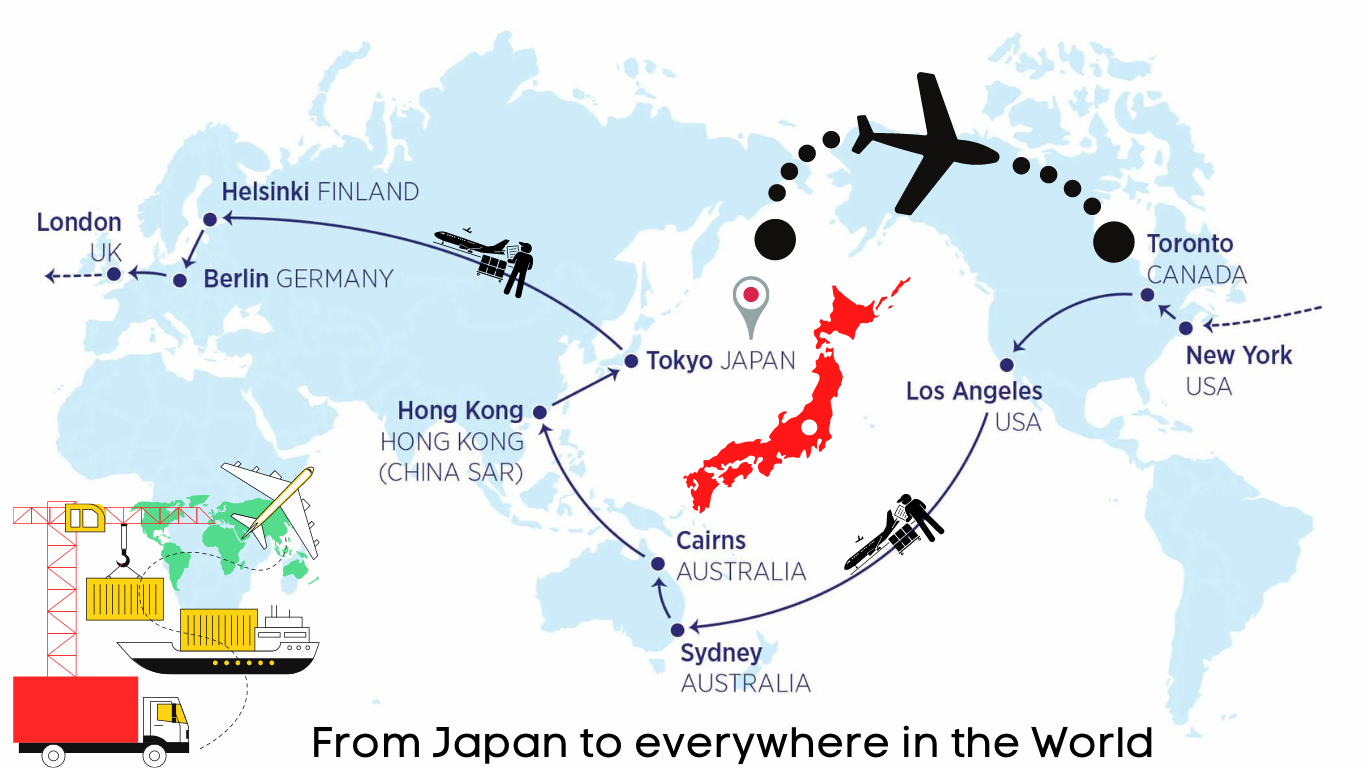 Helsinki FINLAND
London
UK
Berlin GERMANY
Toronto
CANADA
New York
USA
Tokyo JAPAN
Los Angeles
USA
Hong Kong
HONG KONG
(CHINA SAR)
Cairns
AUSTRALIA
Sydney
AUSTRALIA
From Japan to everywhere in the World